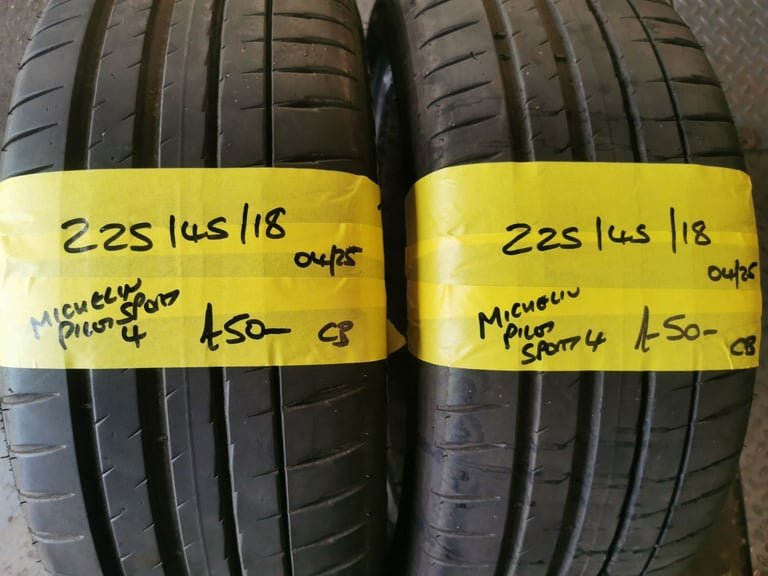 225/45/18
04/25
MICHELIN
PILOT SPORT
4
£50-
CB
225/45/18
04/25
MICHELIN
PILOT
SPORT 4
£50-
CB